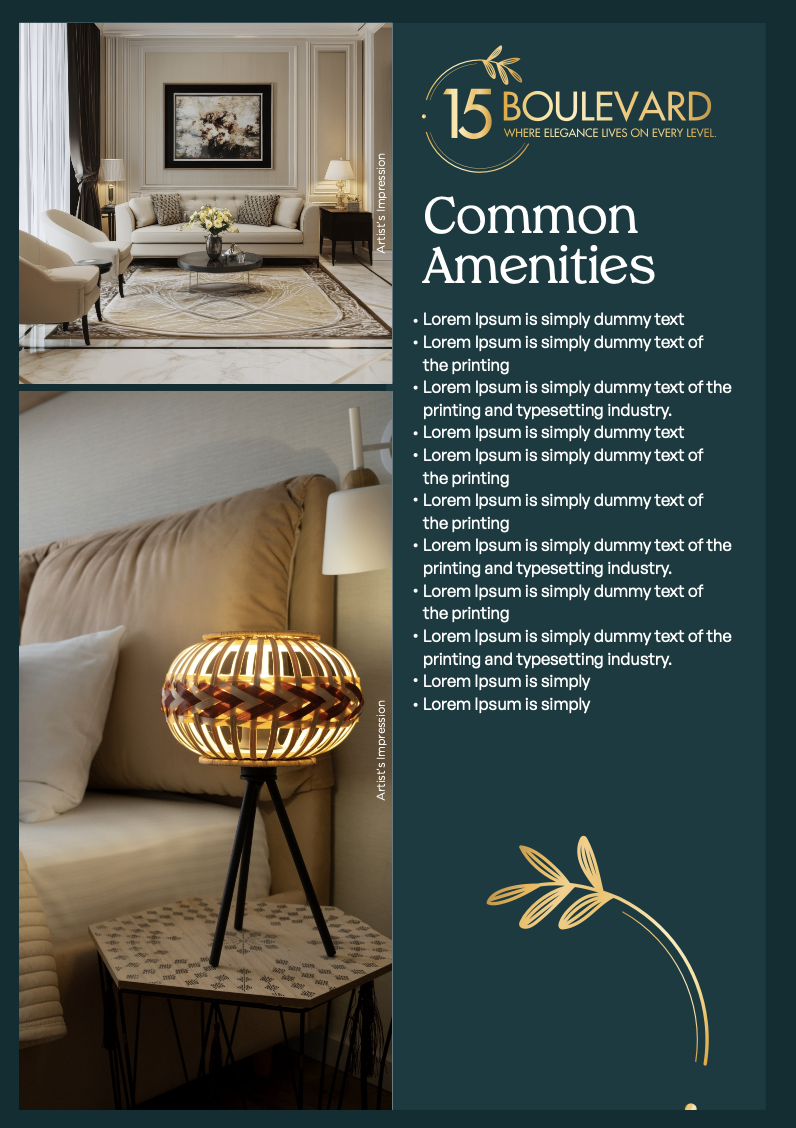 15 BOULEVARD
WHERE ELEGANCE LIVES ON EVERY LEVEL.
Artist's Impression
Common
Amenities
• Lorem Ipsum is simply dummy text
• Lorem Ipsum is simply dummy text of
the printing
• Lorem Ipsum is simply dummy text of the
printing and typesetting industry.
• Lorem Ipsum is simply dummy text
• Lorem Ipsum is simply dummy text of
the printing
• Lorem Ipsum is simply dummy text of
the printing
• Lorem Ipsum is simply dummy text of the
printing and typesetting industry.
• Lorem Ipsum is simply dummy text of
the printing
• Lorem Ipsum is simply dummy text of the
printing and typesetting industry.
• Lorem Ipsum is simply
• Lorem Ipsum is simply
Artist's Impression